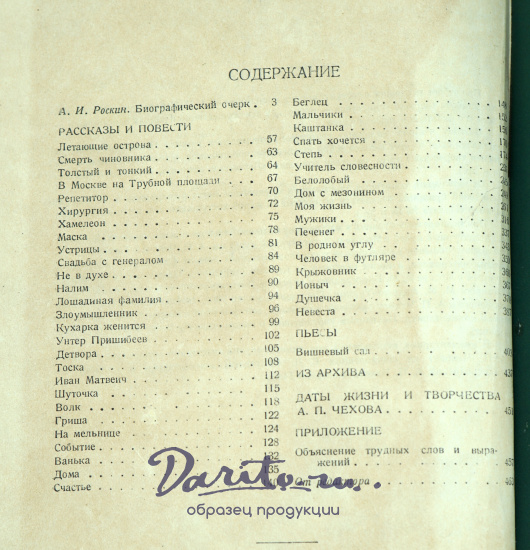 СОДЕРЖАНИЕ
А. И. Роскин. Биографический очерк . 3
РАССКАЗЫ И ПОВЕСТИ
Летающие острова . . . . . . . . 57
Смерть чиновника . . . . . . . . 63
Толстый и тонкий . . . . . . . . 64
В Москве на Трубной площади . . . 67
Репетитор . . . . . . . . 70
Хирургия . . . . . . . . 72
Хамелеон . . . . . . . . 75
Маска . . . . . . . . 78
Устрицы . . . . . . . . 81
Свадьба с генералом . . . . . . . 84
Не в духе . . . . . . . . 89
Налим . . . . . . . . 90
Лошадиная фамилия . . . . . . . 94
Злоумышленник . . . . . . . . 96
Кухарка женится . . . . . . . . 99
Унтер Пришибеев . . . . . . . . 102
Детвора . . . . . . . . 105
Тоска . . . . . . . . 108
Иван Матвеич . . . . . . . . 112
Шуточка . . . . . . . . 115
Волк . . . . . . . . 118
Гриша . . . . . . . . 122
На мельнице . . . . . . . . 124
Событие . . . . . . . . 128
Ванька . . . . . . . . 132
Дома . . . . . . . . 135
Счастье . . . . . . . .
Беглец . . . . . . . .
Мальчики . . . . . . . .
Каштанка . . . . . . . .
Спать хочется . . . . . . . .
Степь . . . . . . . .
Учитель словесности . . . . . . .
Белолобый . . . . . . . .
Дом с мезонином . . . . . . . .
Моя жизнь . . . . . . . .
Мужики . . . . . . . .
Печенег . . . . . . . .
В родном углу . . . . . . . .
Человек в футляре . . . . . . . .
Крыжовник . . . . . . . .
Ионыч . . . . . . . .
Душечка . . . . . . . .
Невеста . . . . . . . .
ПЬЕСЫ
Вишневый сад . . . . . . . .
ИЗ АРХИВА . . . . . . . .
ДАТЫ ЖИЗНИ И ТВОРЧЕСТВА
А. П. ЧЕХОВА . . . . . . . .
ПРИЛОЖЕНИЕ
Объяснение трудных слов и выра-
жений . . . . . . . .
От редактора . . . . . . . .
Darito.ru...
образец продукции